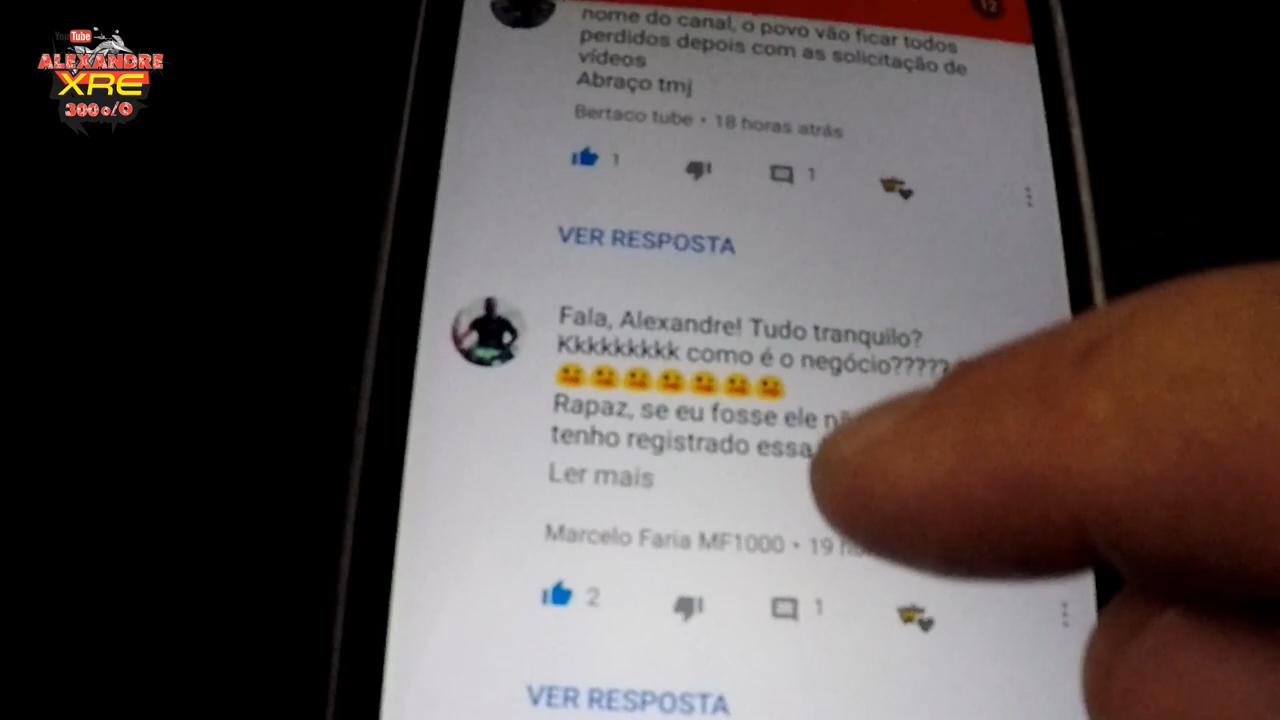 YouTube
ALEXANDRE
XRE
300
12
nome do canal, o povo vão ficar todos
perdidos depois com as solicitação de
vídeos
Abraço tmj
Bertaco tube • 18 horas atrás
1
1
VER RESPOSTA
Fala, Alexandre! Tudo tranquilo?
Kkkkkkkkk como é o negócio?????
Rapaz, se eu fosse ele
tenho registrado essa
Ler mais
Marcelo Faria MF1000 • 19
2
1
VER RESPOSTA